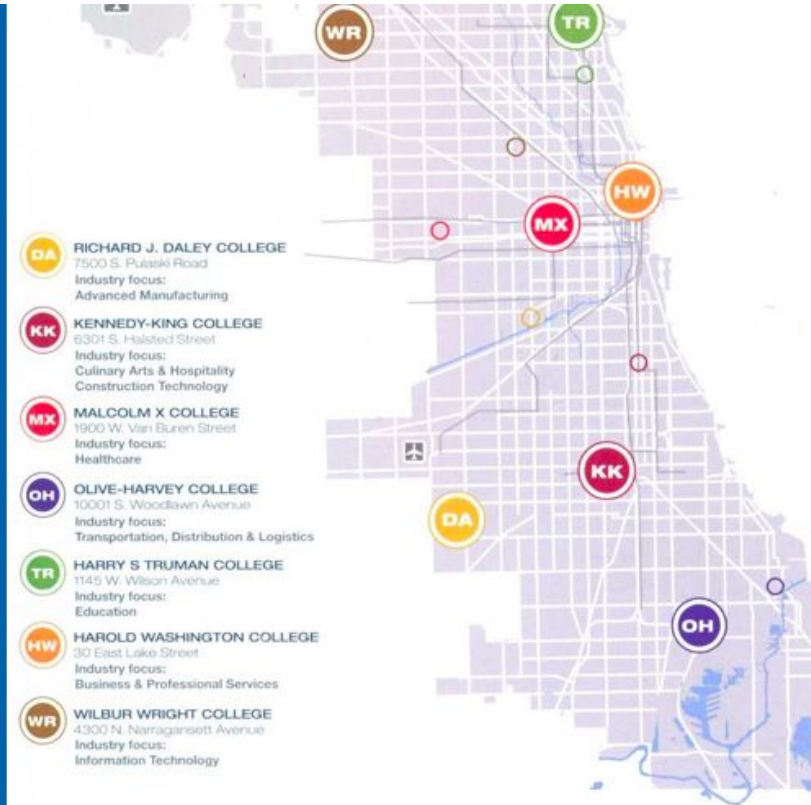 WR
TR
HW
MX
KK
DA
OH
DA
RICHARD J. DALEY COLLEGE
7500 S. Pulaski Road
Industry focus:
Advanced Manufacturing
KK
KENNEDY-KING COLLEGE
6301 S. Halsted Street
Industry focus:
Culinary Arts & Hospitality
Construction Technology
MX
MALCOLM X COLLEGE
1900 W. Van Buren Street
Industry focus:
Healthcare
OH
OLIVE-HARVEY COLLEGE
10001 S. Woodlawn Avenue
Industry focus:
Transportation, Distribution & Logistics
TR
HARRY S TRUMAN COLLEGE
1145 W. Wilson Avenue
Industry focus:
Education
HW
HAROLD WASHINGTON COLLEGE
30 East Lake Street
Industry focus:
Business & Professional Services
WR
WILBUR WRIGHT COLLEGE
4300 N. Narragansett Avenue
Industry focus:
Information Technology